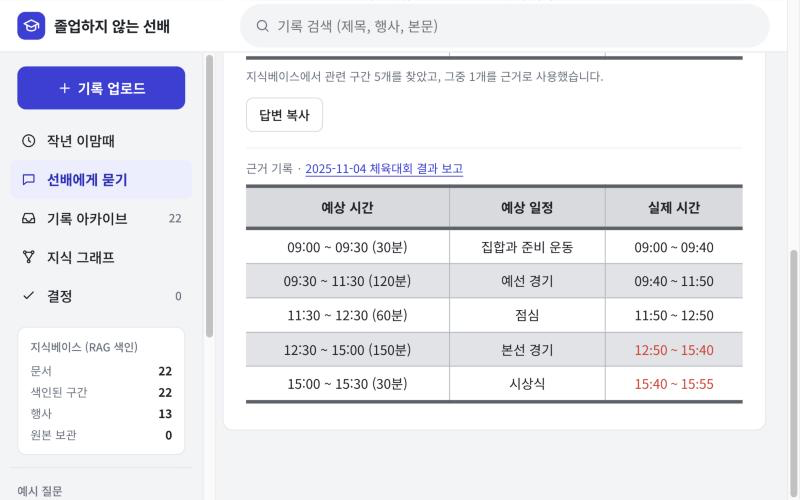 졸업하지 않는 선배
기록 검색 (제목, 행사, 본문)
+ 기록 업로드
작년 이맘때
선배에게 묻기
기록 아카이브 22
지식 그래프
결정 0
지식베이스 (RAG 색인)
문서 22
색인된 구간 22
행사 13
원본 보관 0
예시 질문
지식베이스에서 관련 구간 5개를 찾았고, 그중 1개를 근거로 사용했습니다.
답변 복사
근거 기록 · 2025-11-04 체육대회 결과 보고
예상 시간 예상 일정 실제 시간
09:00 ~ 09:30 (30분) 집합과 준비 운동 09:00 ~ 09:40
09:30 ~ 11:30 (120분) 예선 경기 09:40 ~ 11:50
11:30 ~ 12:30 (60분) 점심 11:50 ~ 12:50
12:30 ~ 15:00 (150분) 본선 경기 12:50 ~ 15:40
15:00 ~ 15:30 (30분) 시상식 15:40 ~ 15:55